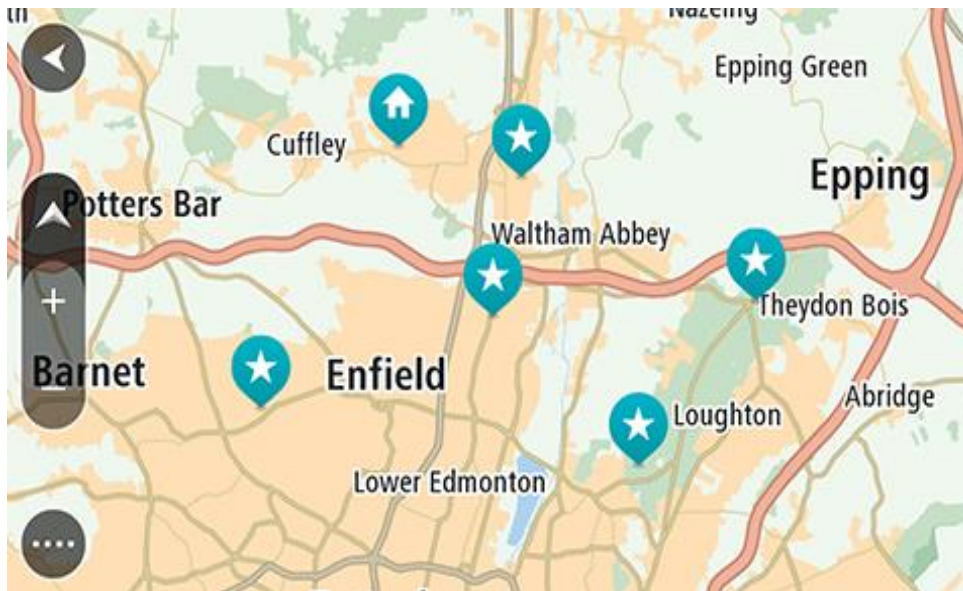 Nazeing
Epping Green
Cuffley
Epping
Potters Bar
Waltham Abbey
Theydon Bois
Barnet
Enfield
Abridge
Loughton
Lower Edmonton